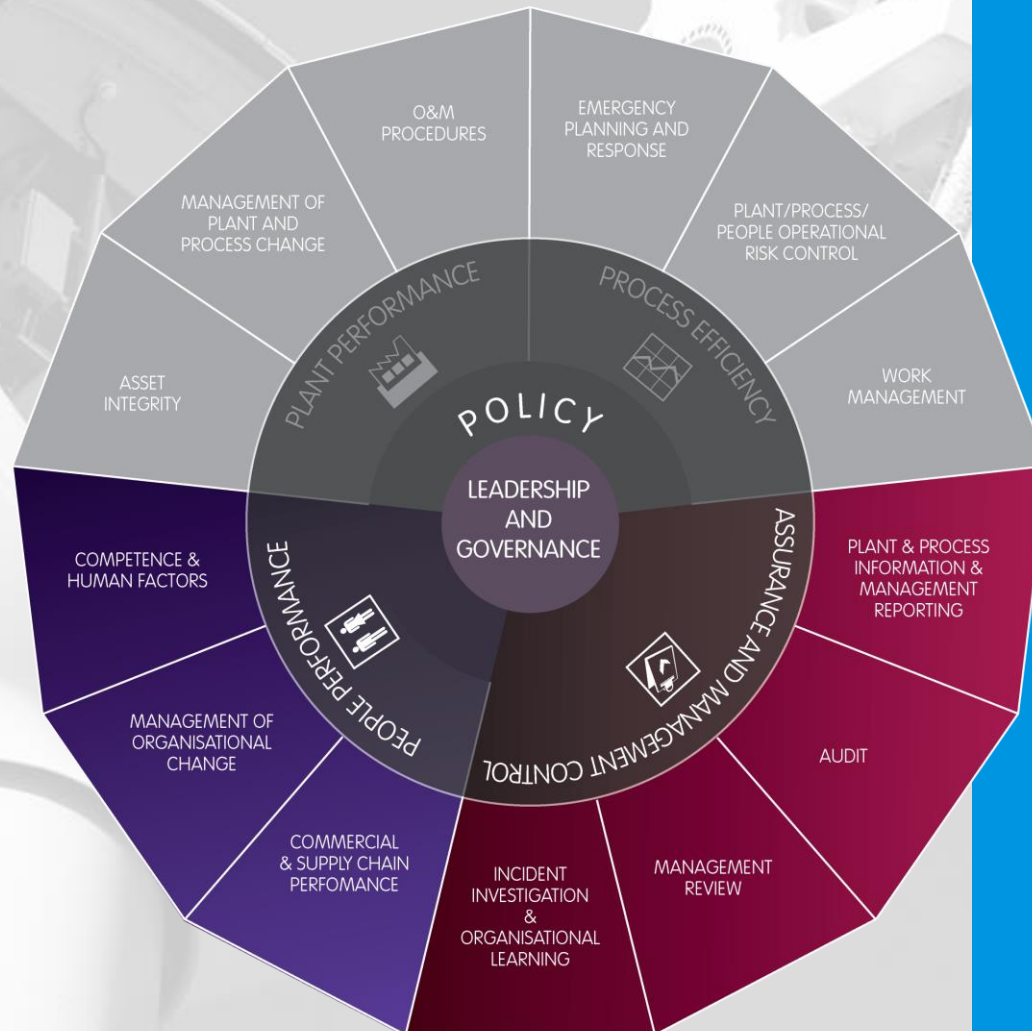 O&M
PROCEDURES
EMERGENCY
PLANNING AND
RESPONSE
MANAGEMENT OF
PLANT AND
PROCESS CHANGE
PLANT/PROCESS/
PEOPLE OPERATIONAL
RISK CONTROL
ASSET
INTEGRITY
WORK
MANAGEMENT
PLANT PERFORMANCE
PROCESS EFFICIENCY
POLICY
LEADERSHIP
AND
GOVERNANCE
PEOPLE PERFORMANCE
ASSURANCE AND MANAGEMENT CONTROL
COMPETENCE &
HUMAN FACTORS
PLANT & PROCESS
INFORMATION &
MANAGEMENT
REPORTING
MANAGEMENT OF
ORGANISATIONAL
CHANGE
AUDIT
COMMERCIAL
& SUPPLY CHAIN
PERFOMANCE
INCIDENT
INVESTIGATION
&
ORGANISATIONAL
LEARNING
MANAGEMENT
REVIEW